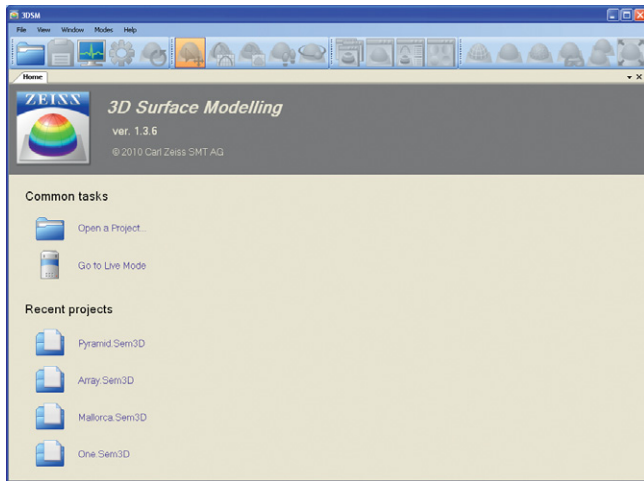 3DSM
File View Window Modes Help
Home
ZEISS
3D Surface Modelling
ver. 1.3.6
© 2010 Carl Zeiss SMT AG
Common tasks
Open a Project...
Go to Live Mode
Recent projects
Pyramid.Sem3D
Array.Sem3D
Mallorca.Sem3D
One.Sem3D